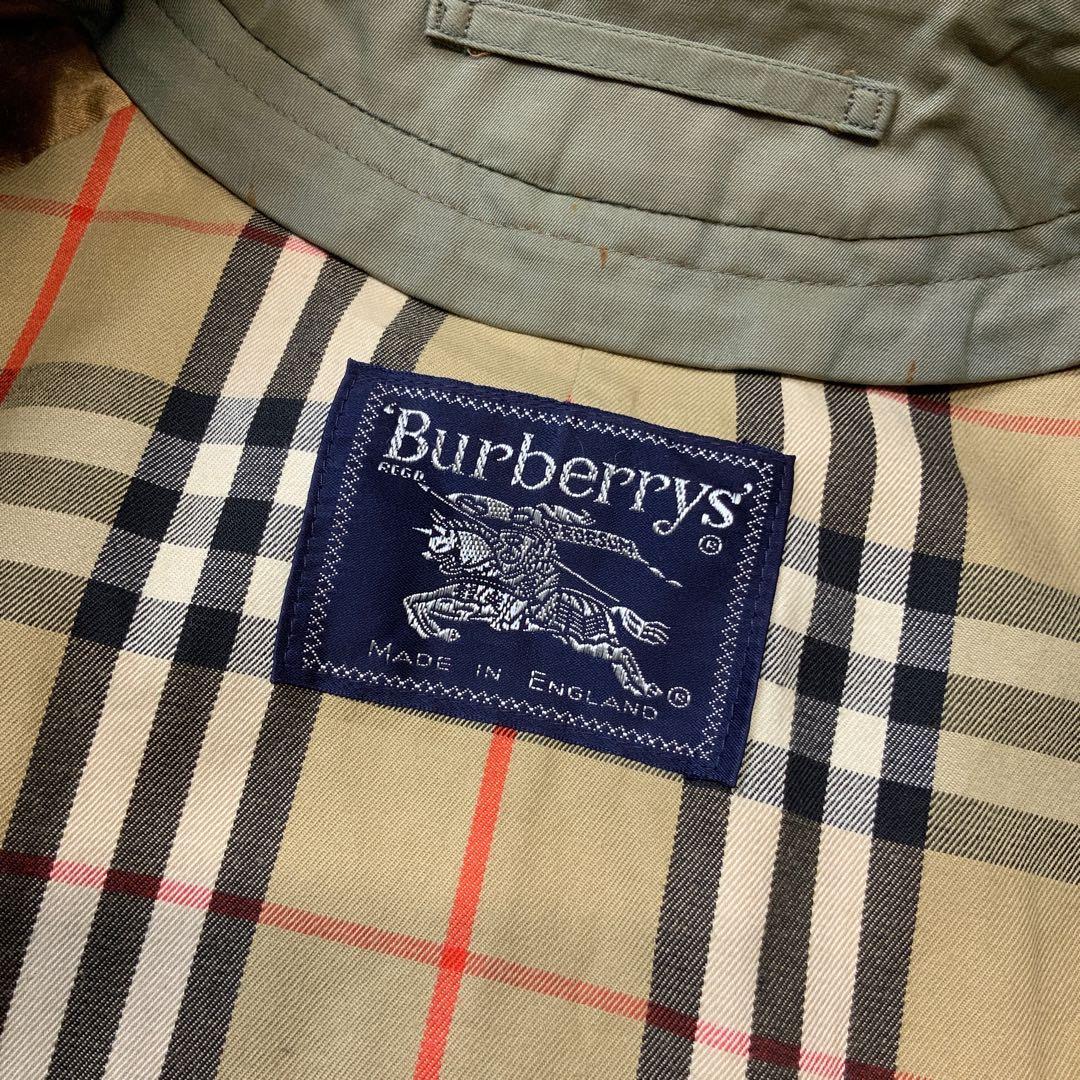 'Burberrys'
REGD.
®
MADE IN ENGLAND ®